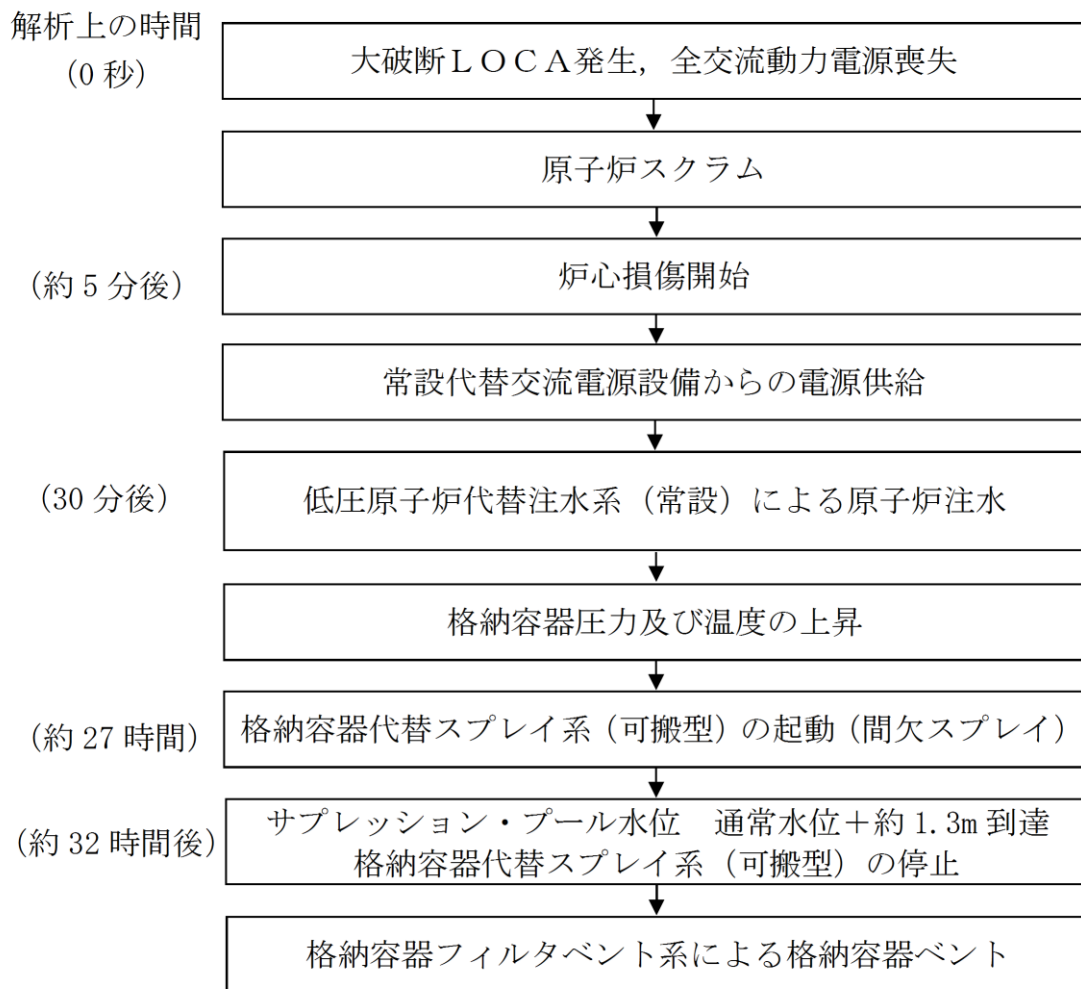 解析上の時間
(0 秒)
大破断LOCA発生，全交流動力電源喪失
原子炉スクラム
(約 5 分後)
炉心損傷開始
常設代替交流電源設備からの電源供給
(30 分後)
低圧原子炉代替注水系（常設）による原子炉注水
格納容器圧力及び温度の上昇
(約 27 時間)
格納容器代替スプレイ系（可搬型）の起動（間欠スプレイ）
(約 32 時間後)
サプレッション・プール水位　通常水位＋約 1.3m 到達
格納容器代替スプレイ系（可搬型）の停止
格納容器フィルタベント系による格納容器ベント